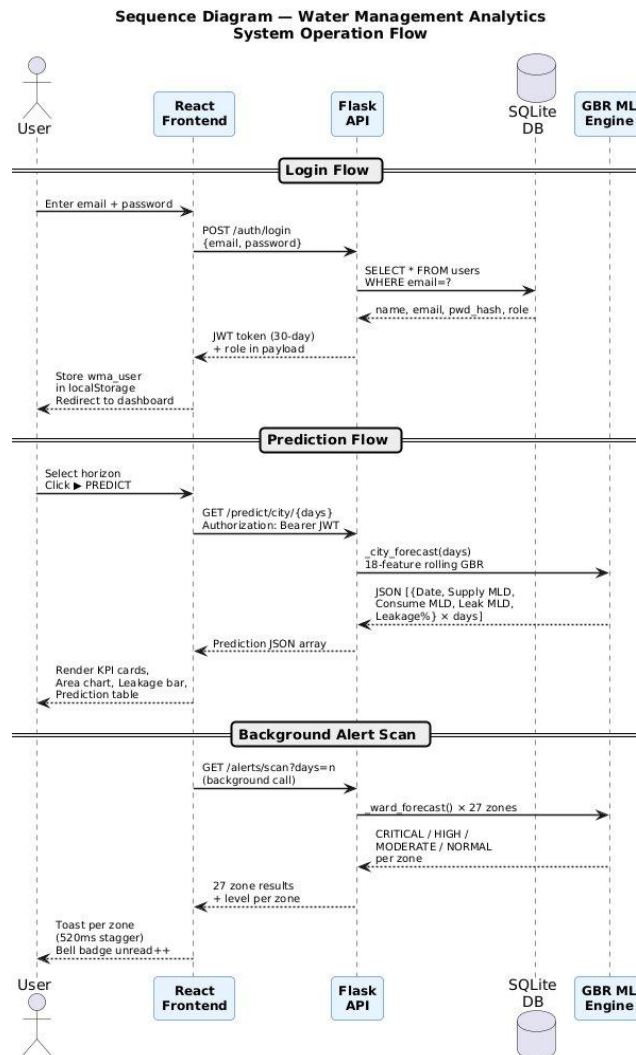 Sequence Diagram — Water Management Analytics
System Operation Flow
User
React
Frontend
Flask
API
SQLite
DB
GBR ML
Engine
Login Flow
Enter email + password
POST /auth/login
{email, password}
SELECT * FROM users
WHERE email=?
name, email, pwd_hash, role
JWT token (30-day)
+ role in payload
Store wma_user
in localStorage
Redirect to dashboard
Prediction Flow
Select horizon
Click ▶ PREDICT
GET /predict/city/{days}
Authorization: Bearer JWT
_city_forecast(days)
18-feature rolling GBR
JSON [{Date, Supply MLD,
Consume MLD, Leak MLD,
Leakage%} × days]
Prediction JSON array
Render KPI cards,
Area chart, Leakage bar,
Prediction table
Background Alert Scan
GET /alerts/scan?days=n
(background call)
_ward_forecast() × 27 zones
CRITICAL / HIGH /
MODERATE / NORMAL
per zone
27 zone results
+ level per zone
Toast per zone
(520ms stagger)
Bell badge unread++
User
React
Frontend
Flask
API
SQLite
DB
GBR ML
Engine